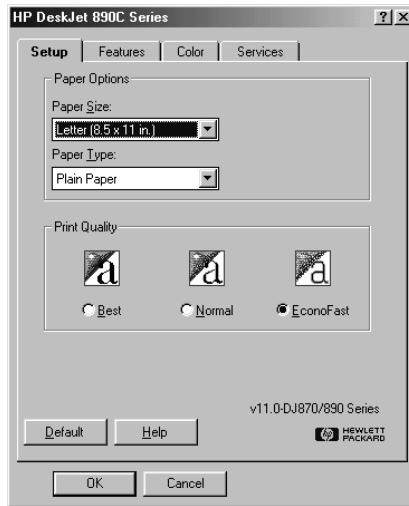 HP DeskJet 890C Series
Setup Features Color Services
Paper Options
Paper Size:
Letter (8.5 x 11 in.)
Paper Type:
Plain Paper
Print Quality
a a a
Best Normal EconoFast
v11.0-DJ870/890 Series
Default Help
hp HEWLETT
PACKARD
OK Cancel